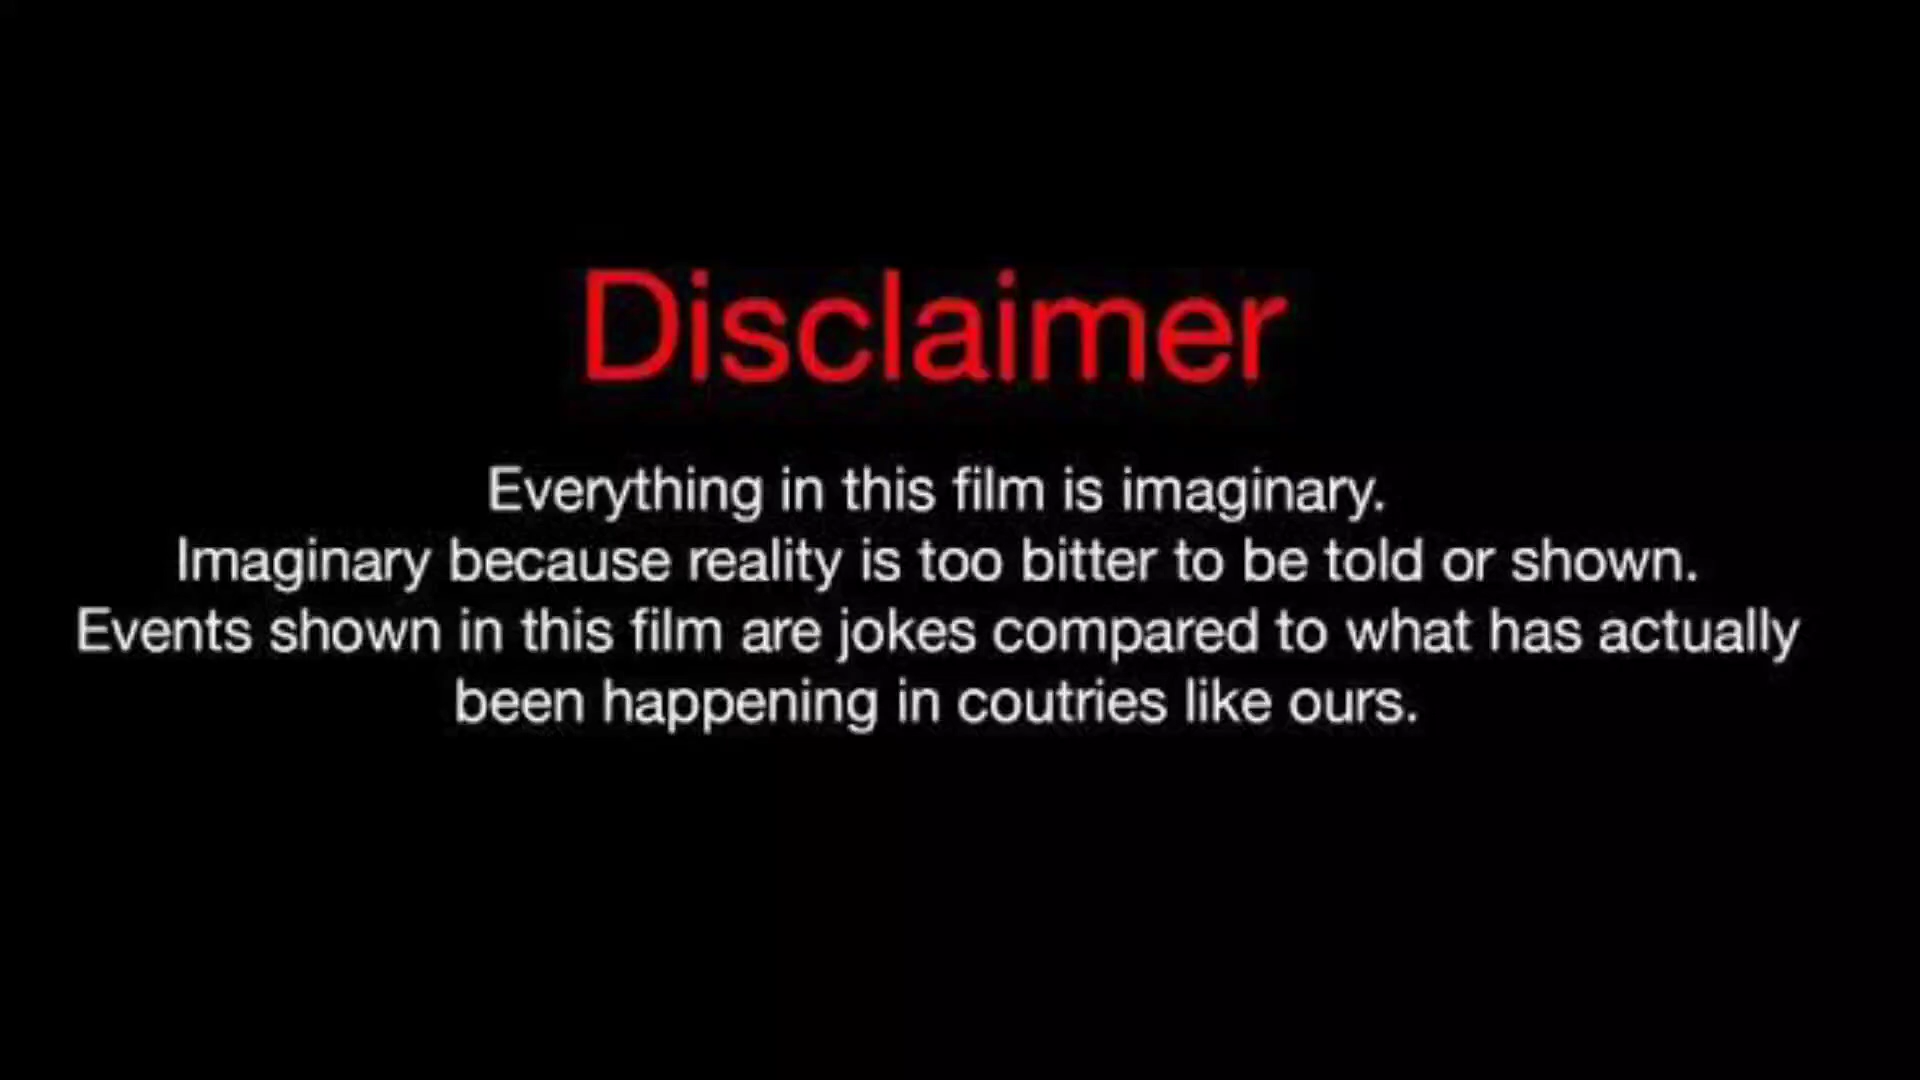 Disclaimer
Everything in this film is imaginary.
Imaginary because reality is too bitter to be told or shown.
Events shown in this film are jokes compared to what has actually
been happening in coutries like ours.